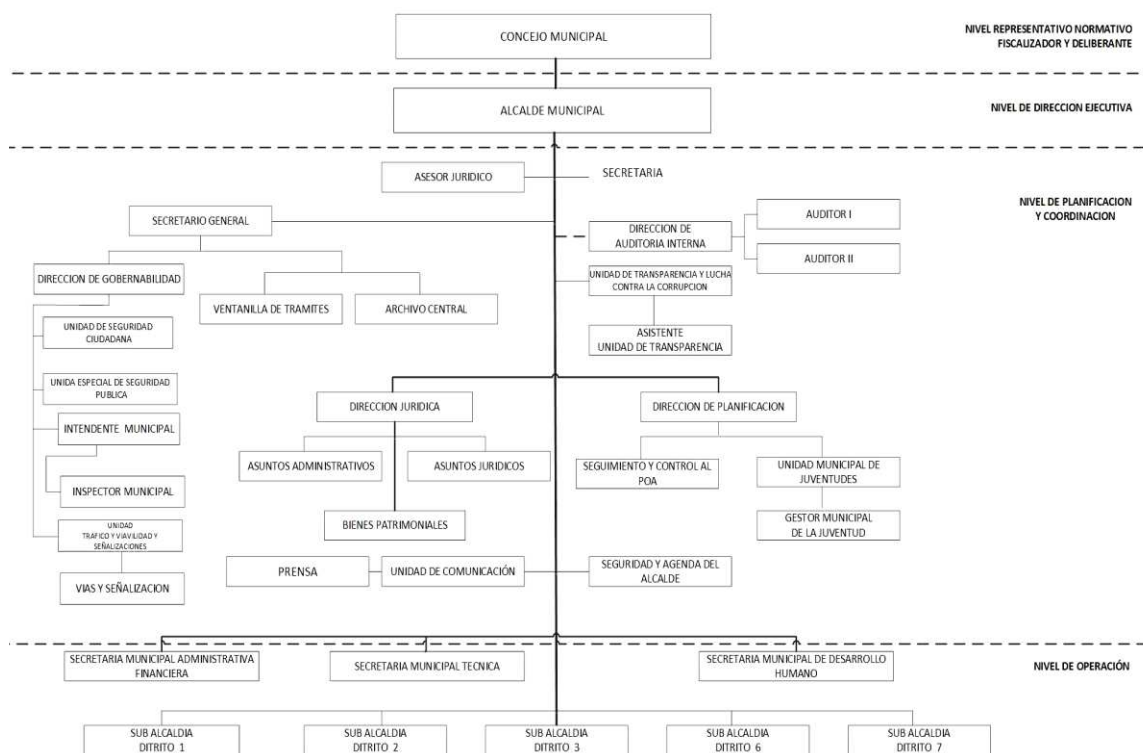 CONCEJO MUNICIPAL
NIVEL REPRESENTATIVO NORMATIVO
FISCALIZADOR Y DELIBERANTE
ALCALDE MUNICIPAL
NIVEL DE DIRECCION EJECUTIVA
ASESOR JURIDICO
SECRETARIA
NIVEL DE PLANIFICACION
Y COORDINACION
SECRETARIO GENERAL
DIRECCION DE
AUDITORIA INTERNA
AUDITOR I
AUDITOR II
DIRECCION DE GOBERNABILIDAD
VENTANILLA DE TRAMITES
ARCHIVO CENTRAL
UNIDAD DE TRANSPARENCIA Y LUCHA
CONTRA LA CORRUPCION
UNIDAD DE SEGURIDAD
CIUDADANA
ASISTENTE
UNIDAD DE TRANSPARENCIA
UNIDA ESPECIAL DE SEGURIDAD
PUBLICA
DIRECCION JURIDICA
DIRECCION DE PLANIFICACION
INTENDENTE MUNICIPAL
ASUNTOS ADMINISTRATIVOS
ASUNTOS JURIDICOS
SEGUIMIENTO Y CONTROL AL
POA
UNIDAD MUNICIPAL DE
JUVENTUDES
INSPECTOR MUNICIPAL
BIENES PATRIMONIALES
GESTOR MUNICIPAL
DE LA JUVENTUD
UNIDAD
TRAFICO Y VIAVILIDAD Y
SEÑALIZACIONES
VIAS Y SEÑALIZACION
PRENSA
UNIDAD DE COMUNICACIÓN
SEGURIDAD Y AGENDA DEL
ALCALDE
SECRETARIA MUNICIPAL ADMINISTRATIVA
FINANCIERA
SECRETARIA MUNICIPAL TECNICA
SECRETARIA MUNICIPAL DE DESARROLLO
HUMANO
NIVEL DE OPERACIÓN
SUB ALCALDIA
DITRITO 1
SUB ALCALDIA
DITRITO 2
SUB ALCALDIA
DITRITO 3
SUB ALCALDIA
DITRITO 6
SUB ALCALDIA
DITRITO 7